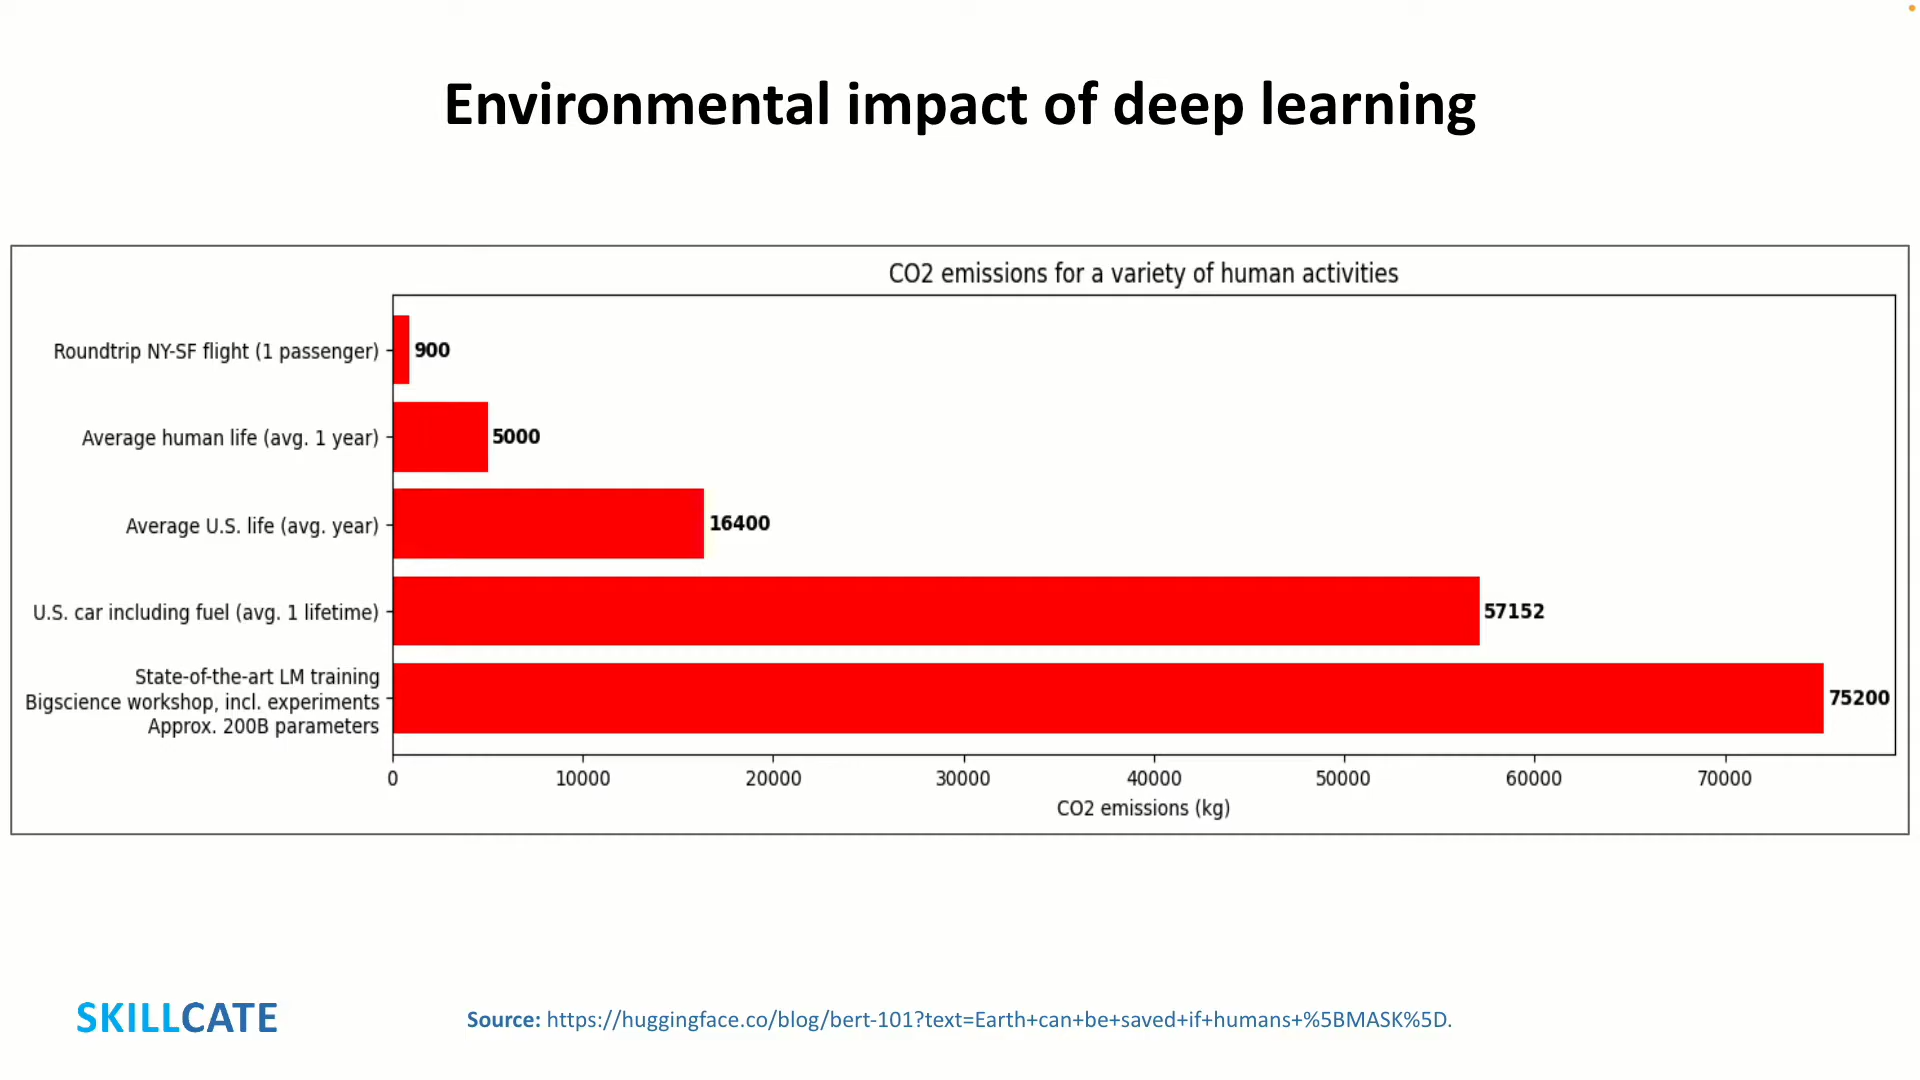 Environmental impact of deep learning
CO2 emissions for a variety of human activities
Roundtrip NY-SF flight (1 passenger)
900
Average human life (avg. 1 year)
5000
Average U.S. life (avg. year)
16400
U.S. car including fuel (avg. 1 lifetime)
57152
State-of-the-art LM training
Bigscience workshop, incl. experiments
Approx. 200B parameters
75200
0 10000 20000 30000 40000 50000 60000 70000
CO2 emissions (kg)
SKILLCATE
Source: https://huggingface.co/blog/bert-101?text=Earth+can+be+saved+if+humans+%5BMASK%5D.